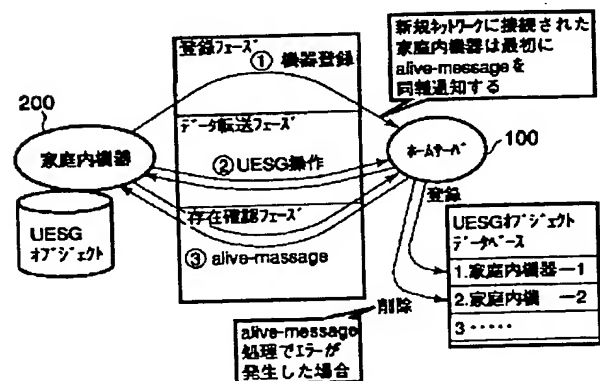 登録フェーズ
① 機器登録
新規ネットワークに接続された
家庭内機器は最初に
alive-messageを
同報通知する
200
家庭内機器
UESG
オブジェクト
データ転送フェーズ
②UESG操作
存在確認フェーズ
③ alive-massage
ホームサーバ
100
登録
UESGオブジェクト
データベース
1.家庭内機器－1
2.家庭内機　－2
3・・・・・
削除
alive-message
処理でエラーが
発生した場合